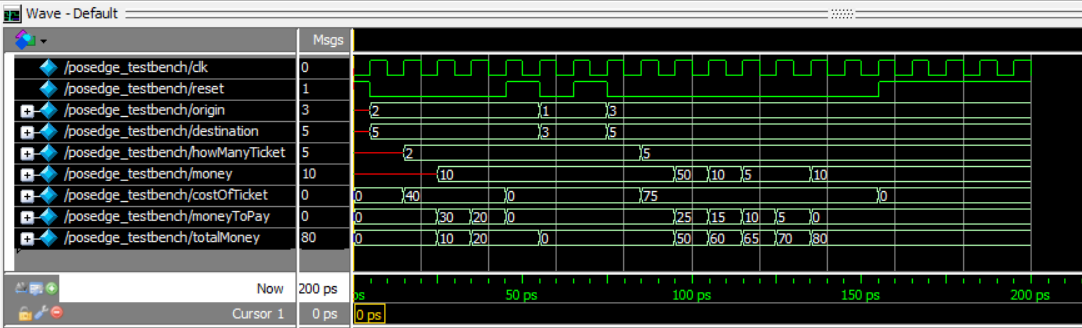 Wave - Default
Msgs
/posedge_testbench/clk 0
/posedge_testbench/reset 1
/posedge_testbench/origin 3 2 1 3
/posedge_testbench/destination 5 5 3 5
/posedge_testbench/howManyTicket 5 2 5
/posedge_testbench/money 10 10 50 10 5 10
/posedge_testbench/costOfTicket 0 0 40 0 75 0
/posedge_testbench/moneyToPay 0 0 30 20 0 25 15 10 5 0
/posedge_testbench/totalMoney 80 0 10 20 0 50 60 65 70 80
Now 200 ps ps 50 ps 100 ps 150 ps 200 ps
Cursor 1 0 ps 0 ps